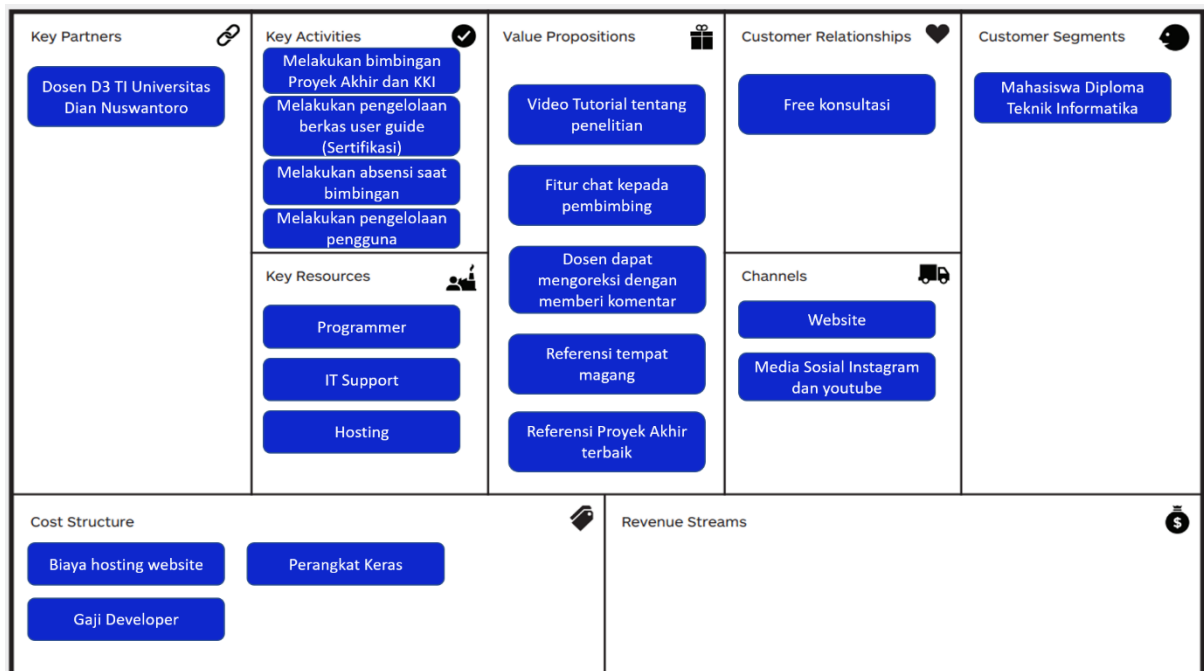 Key Partners
Dosen D3 TI Universitas
Dian Nuswantoro
Key Activities
Melakukan bimbingan
Proyek Akhir dan KKI
Melakukan pengelolaan
berkas user guide
(Sertifikasi)
Melakukan absensi saat
bimbingan
Melakukan pengelolaan
pengguna
Key Resources
Programmer
IT Support
Hosting
Value Propositions
Video Tutorial tentang
penelitian
Fitur chat kepada
pembimbing
Dosen dapat
mengoreksi dengan
memberi komentar
Referensi tempat
magang
Referensi Proyek Akhir
terbaik
Customer Relationships
Free konsultasi
Channels
Website
Media Sosial Instagram
dan youtube
Customer Segments
Mahasiswa Diploma
Teknik Informatika
Cost Structure
Biaya hosting website
Perangkat Keras
Gaji Developer
Revenue Streams
$